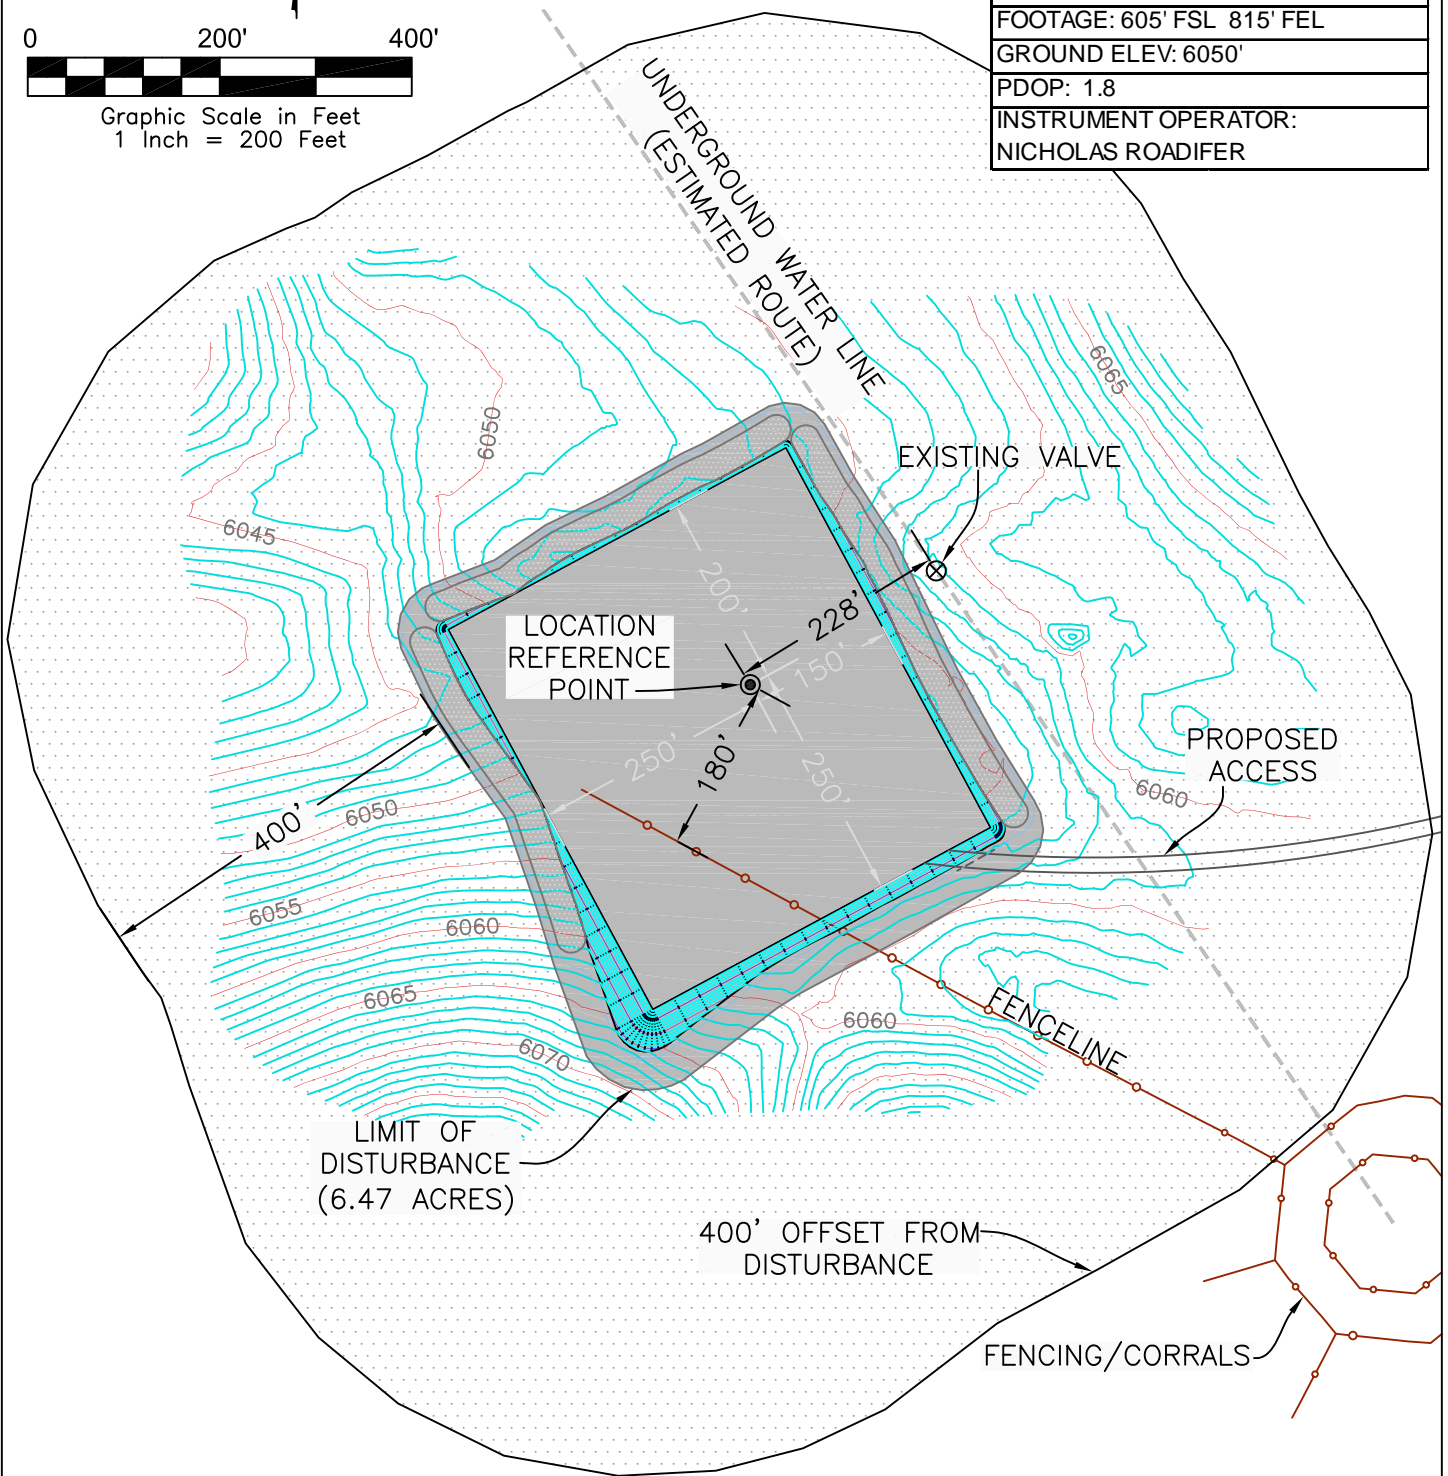 0 200' 400'
Graphic Scale in Feet
1 Inch = 200 Feet
FOOTAGE: 605' FSL 815' FEL
GROUND ELEV: 6050'
PDOP: 1.8
INSTRUMENT OPERATOR:
NICHOLAS ROADIFER
UNDERGROUND WATER LINE
(ESTIMATED ROUTE)
6065
6050
EXISTING VALVE
6045
200'
228'
LOCATION
REFERENCE
POINT
150'
250'
180'
250'
PROPOSED
ACCESS
6060
400'
6050
6055
6060
6065
6060
6070
FENCELINE
LIMIT OF
DISTURBANCE
(6.47 ACRES)
400' OFFSET FROM
DISTURBANCE
FENCING/CORRALS